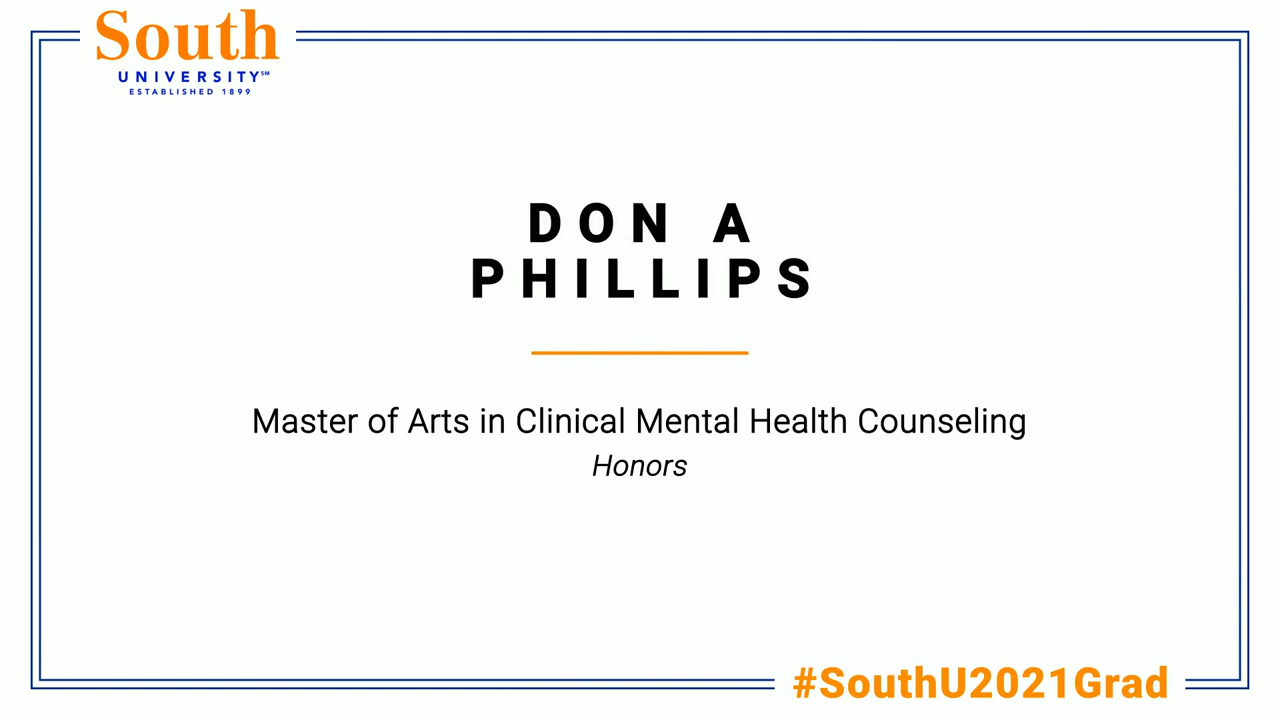 South
UNIVERSITY℠
ESTABLISHED 1899
DON A
PHILLIPS
Master of Arts in Clinical Mental Health Counseling
Honors
#SouthU2021Grad